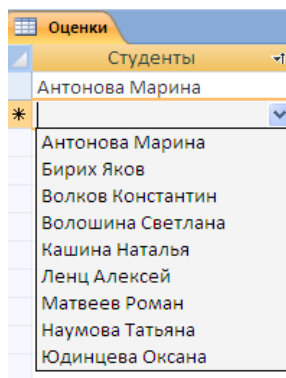 Оценки
Студенты
Антонова Марина
Антонова Марина
Бирих Яков
Волков Константин
Волошина Светлана
Кашина Наталья
Ленц Алексей
Матвеев Роман
Наумова Татьяна
Юдинцева Оксана